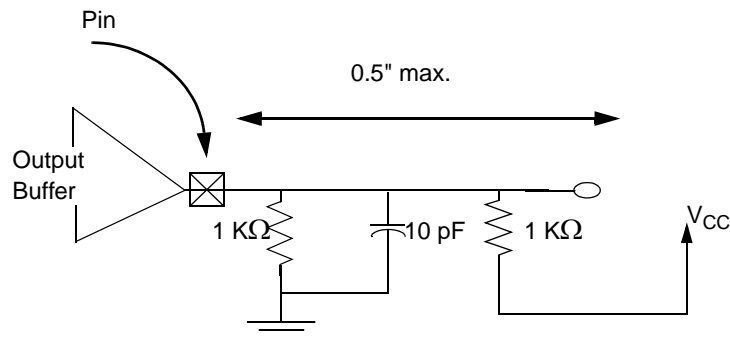 Pin
0.5" max.
Output
Buffer
1 KΩ
10 pF
1 KΩ
VCC